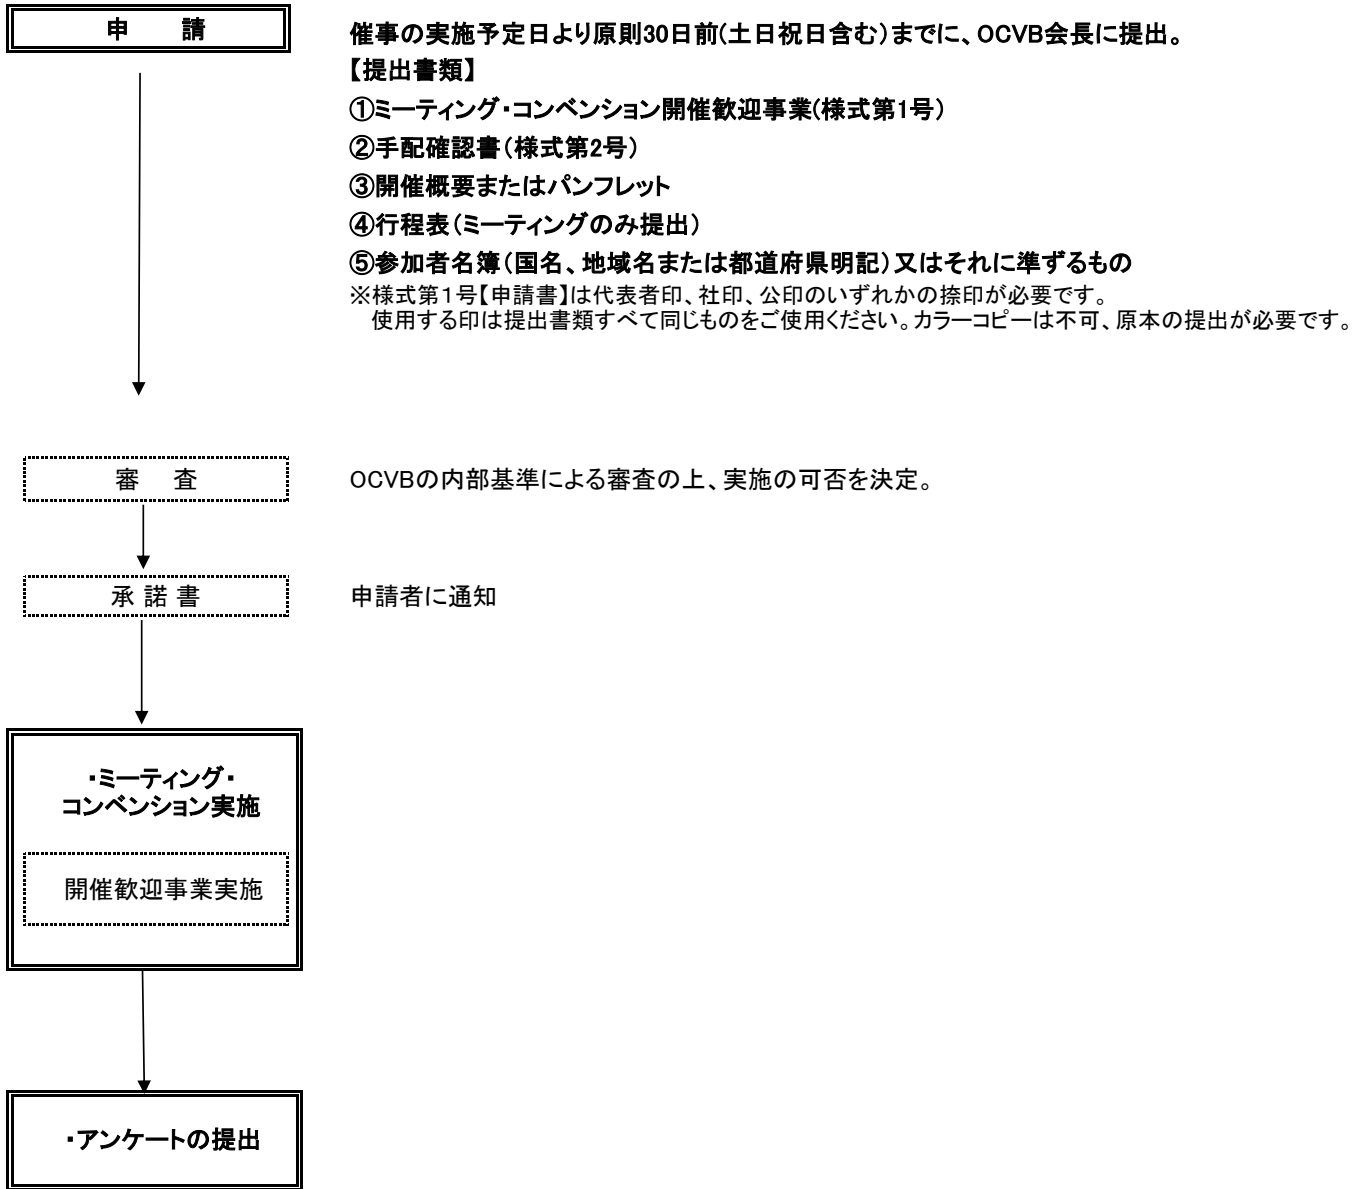 申 請
催事の実施予定日より原則30日前(土日祝日含む)までに、OCVB会長に提出。
【提出書類】
①ミーティング・コンベンション開催歓迎事業(様式第1号)
②手配確認書(様式第2号)
③開催概要またはパンフレット
④行程表(ミーティングのみ提出)
⑤参加者名簿(国名、地域名または都道府県明記)又はそれに準ずるもの
※様式第1号【申請書】は代表者印、社印、公印のいずれかの捺印が必要です。
使用する印は提出書類すべて同じものをご使用ください。カラーコピーは不可、原本の提出が必要です。
審 査
OCVBの内部基準による審査の上、実施の可否を決定。
承 諾 書
申請者に通知
・ミーティング・
コンベンション実施
開催歓迎事業実施
・アンケートの提出